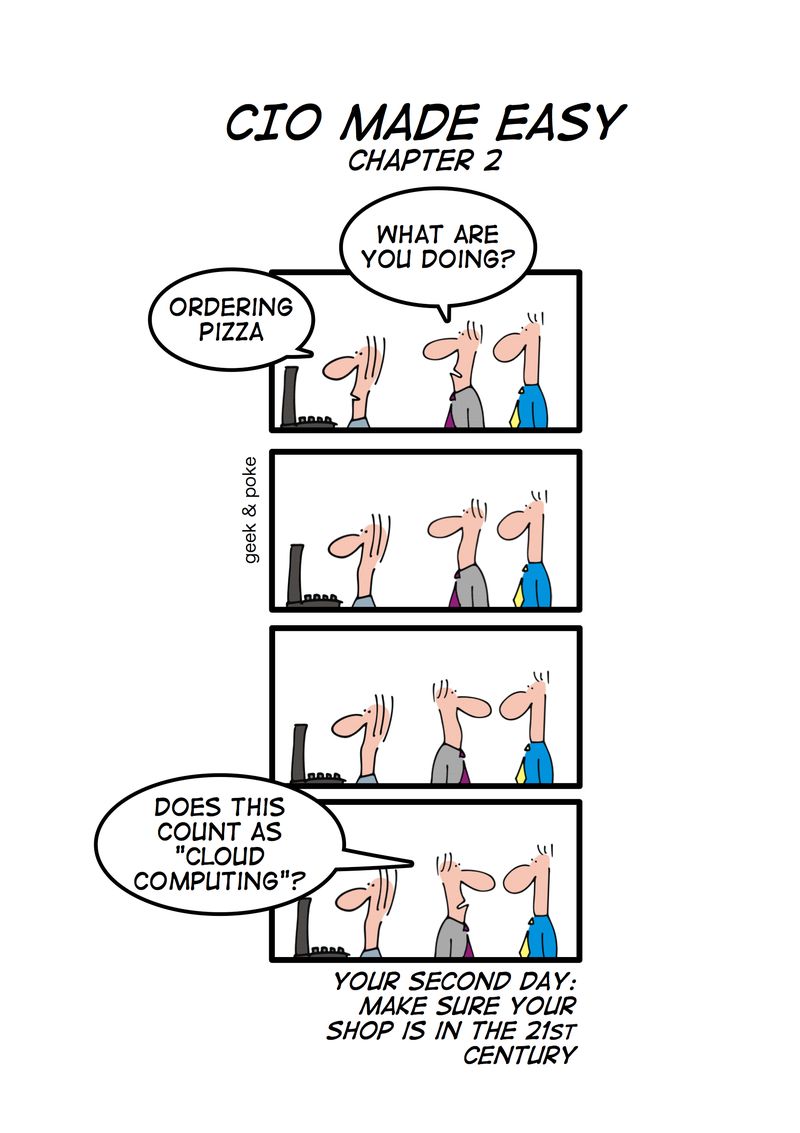 CIO MADE EASY
CHAPTER 2
WHAT ARE
YOU DOING?
ORDERING
PIZZA
geek & poke
DOES THIS
COUNT AS
"CLOUD
COMPUTING"?
YOUR SECOND DAY:
MAKE SURE YOUR
SHOP IS IN THE 21ST
CENTURY